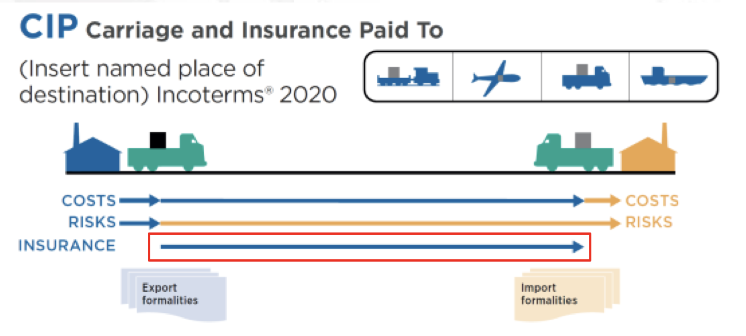 CIP Carriage and Insurance Paid To
(Insert named place of
destination) Incoterms® 2020
COSTS COSTS
RISKS RISKS
INSURANCE
Export
formalities
Import
formalities